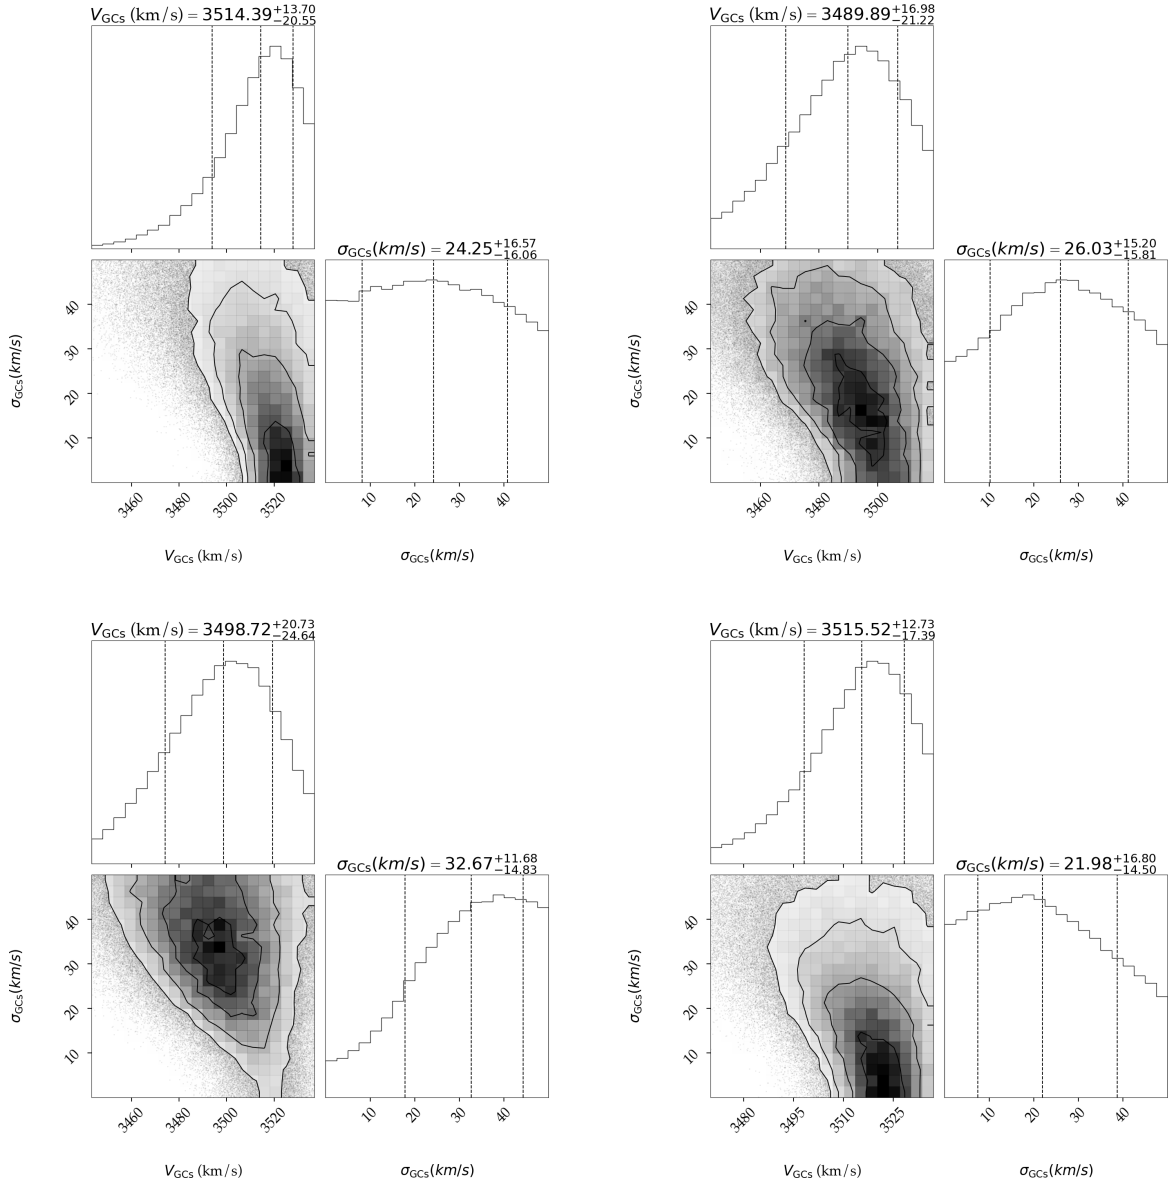 V_GCs (km/s) = 3514.39 +13.70 −20.55
σ_GCs(km/s) = 24.25 +16.57 −16.06
σ_GCs(km/s)
40
30
20
10
3460 3480 3500 3520
10 20 30 40
V_GCs (km/s)
σ_GCs(km/s)
V_GCs (km/s) = 3489.89 +16.98 −21.22
σ_GCs(km/s) = 26.03 +15.20 −15.81
σ_GCs(km/s)
40
30
20
10
3460 3480 3500
10 20 30 40
V_GCs (km/s)
σ_GCs(km/s)
V_GCs (km/s) = 3498.72 +20.73 −24.64
σ_GCs(km/s) = 32.67 +11.68 −14.83
σ_GCs(km/s)
40
30
20
10
3460 3480 3500 3520
10 20 30 40
V_GCs (km/s)
σ_GCs(km/s)
V_GCs (km/s) = 3515.52 +12.73 −17.39
σ_GCs(km/s) = 21.98 +16.80 −14.50
σ_GCs(km/s)
40
30
20
10
3480 3495 3510 3525
10 20 30 40
V_GCs (km/s)
σ_GCs(km/s)